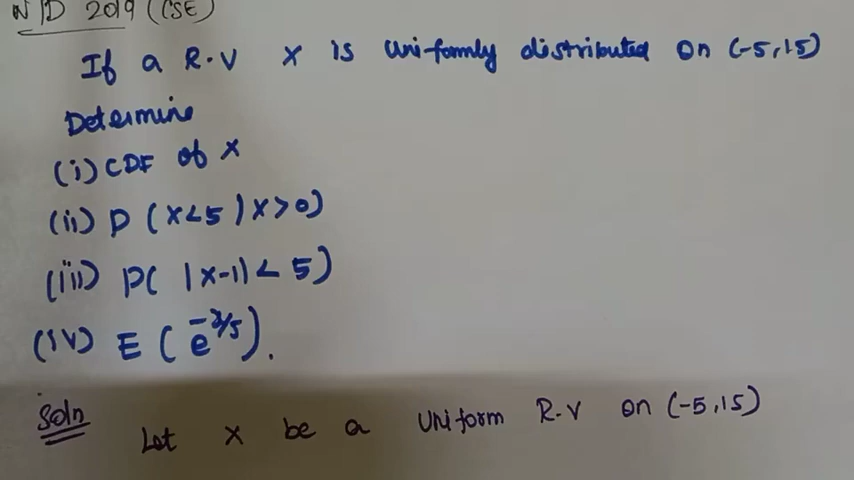 N/D 2019 (CSE)
If a R.V X is uniformly distributed on (-5,15)
Determine
(i) CDF of X
(ii) P (X<5 | X>0)
(iii) P( |X-1| < 5)
(iv) E ( e^{-x/5} ).
Soln
Let X be a uniform R.V on (-5,15)